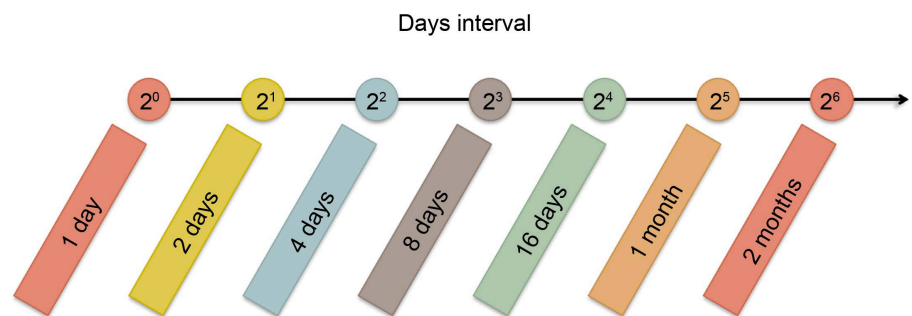 Days interval
2⁰ 2¹ 2² 2³ 2⁴ 2⁵ 2⁶
1 day
2 days
4 days
8 days
16 days
1 month
2 months